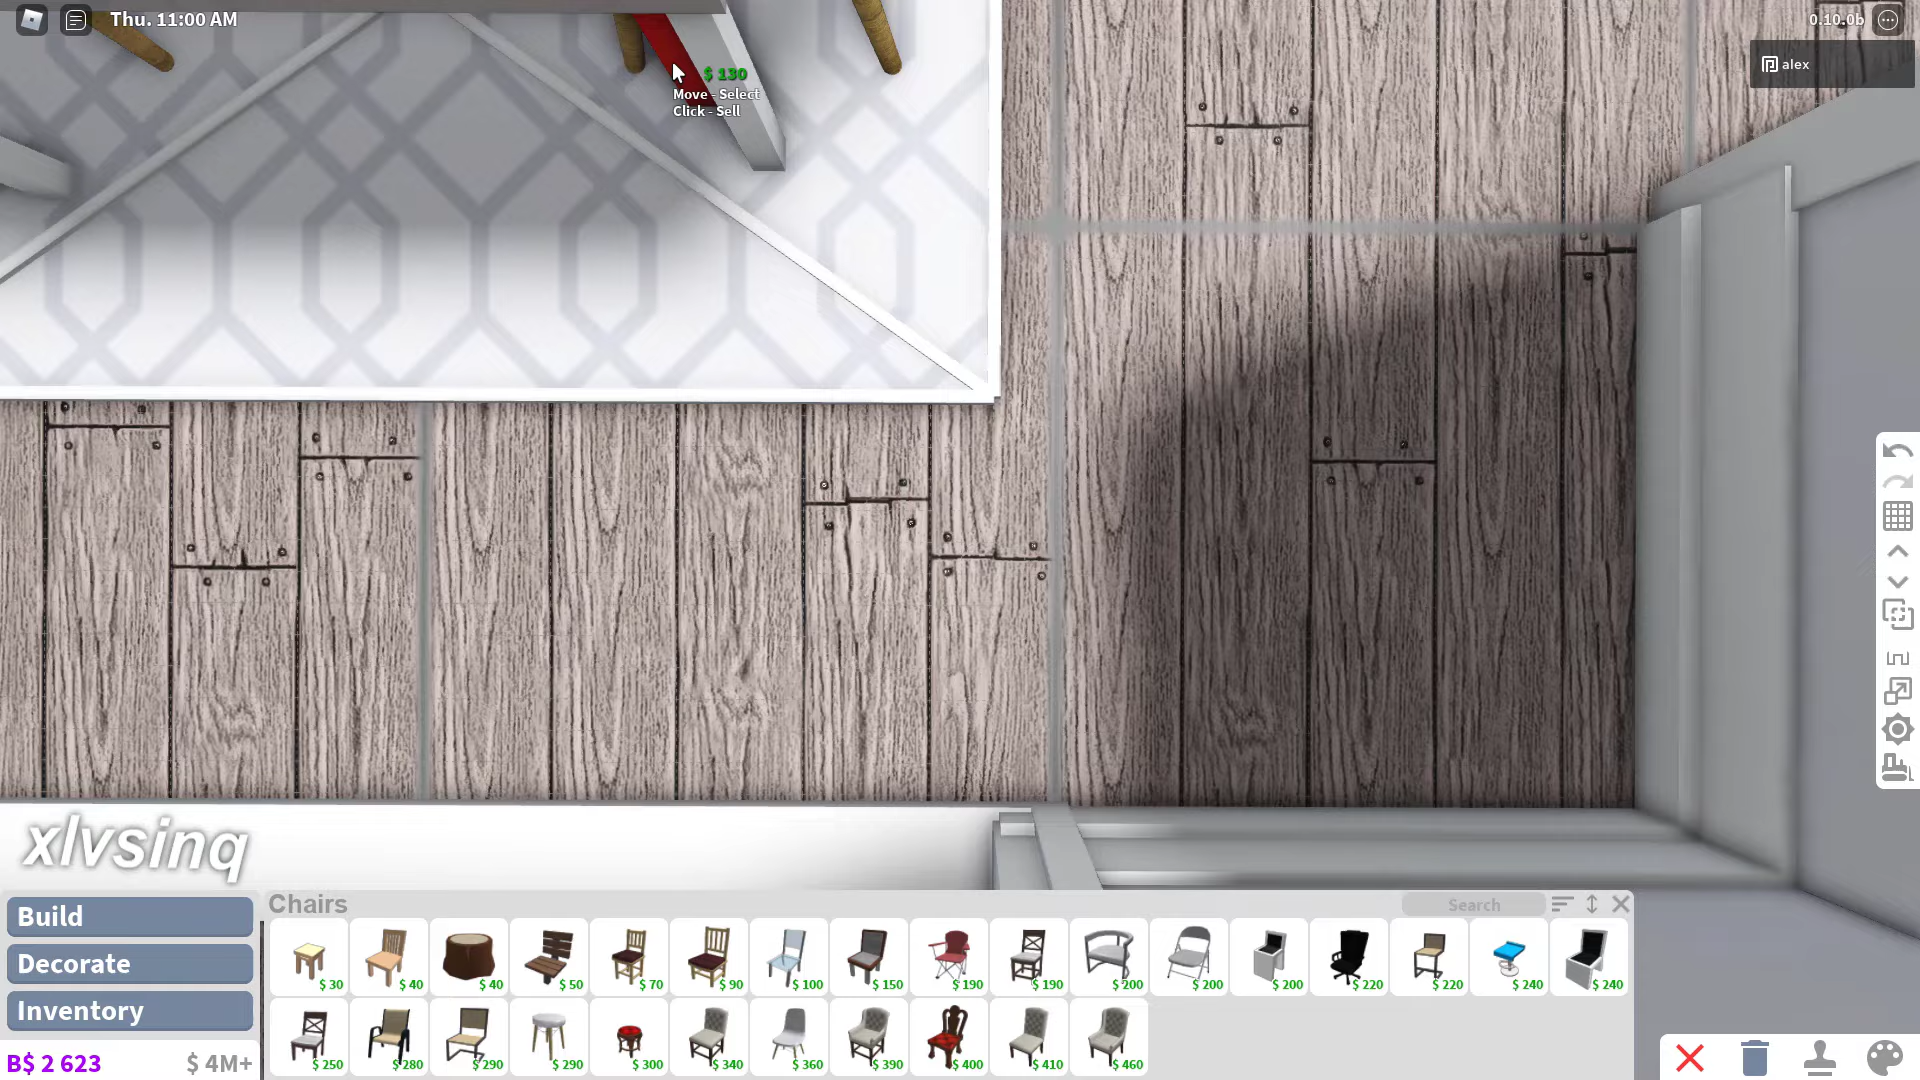 Thu. 11:00 AM
0.10.0b
alex
$ 130
Move - Select
Click - Sell
xlvsinq
Build
Decorate
Inventory
B$ 2 623
$ 4M+
Chairs
Search
$ 30
$ 40
$ 40
$ 50
$ 70
$ 90
$ 100
$ 150
$ 190
$ 190
$ 200
$ 200
$ 200
$ 220
$ 220
$ 240
$ 240
$ 250
$ 280
$ 290
$ 290
$ 300
$ 340
$ 360
$ 390
$ 400
$ 410
$ 460